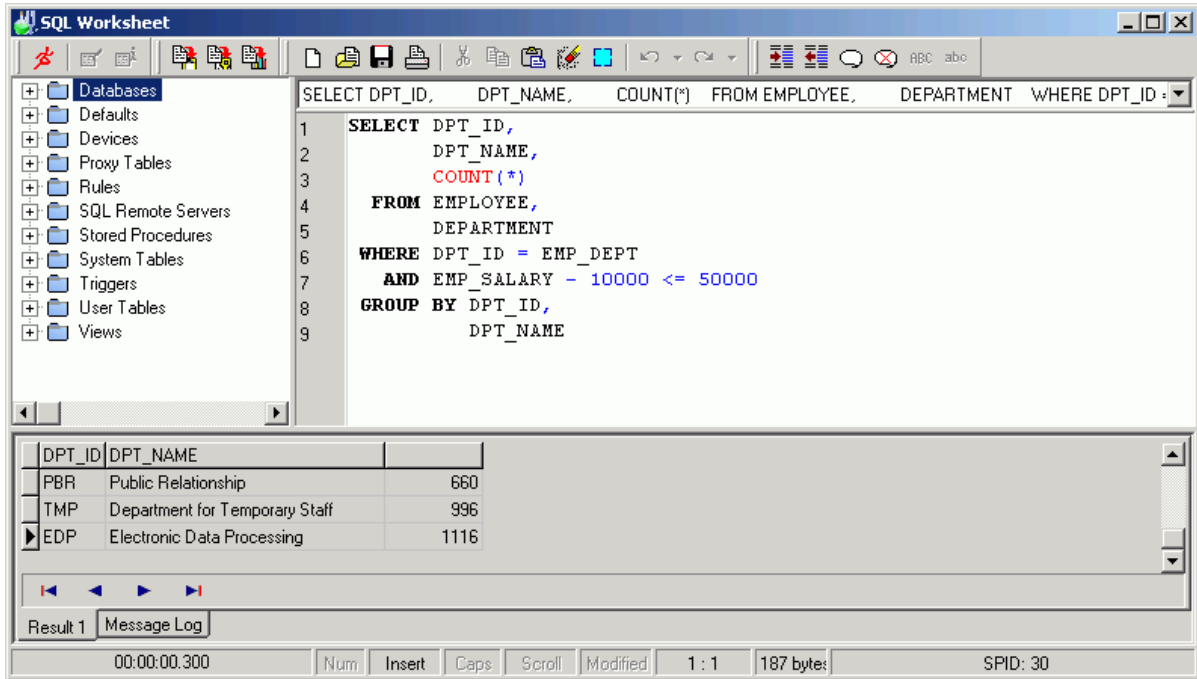 SQL Worksheet
ABC abc
Databases
Defaults
Devices
Proxy Tables
Rules
SQL Remote Servers
Stored Procedures
System Tables
Triggers
User Tables
Views
SELECT DPT_ID, DPT_NAME, COUNT(*) FROM EMPLOYEE, DEPARTMENT WHERE DPT_ID =
1 SELECT DPT_ID,
2 DPT_NAME,
3 COUNT(*)
4 FROM EMPLOYEE,
5 DEPARTMENT
6 WHERE DPT_ID = EMP_DEPT
7 AND EMP_SALARY - 10000 <= 50000
8 GROUP BY DPT_ID,
9 DPT_NAME
DPT_ID DPT_NAME
PBR Public Relationship 660
TMP Department for Temporary Staff 996
EDP Electronic Data Processing 1116
Result 1 Message Log
00:00:00.300 Num Insert Caps Scroll Modified 1 : 1 187 bytes SPID: 30